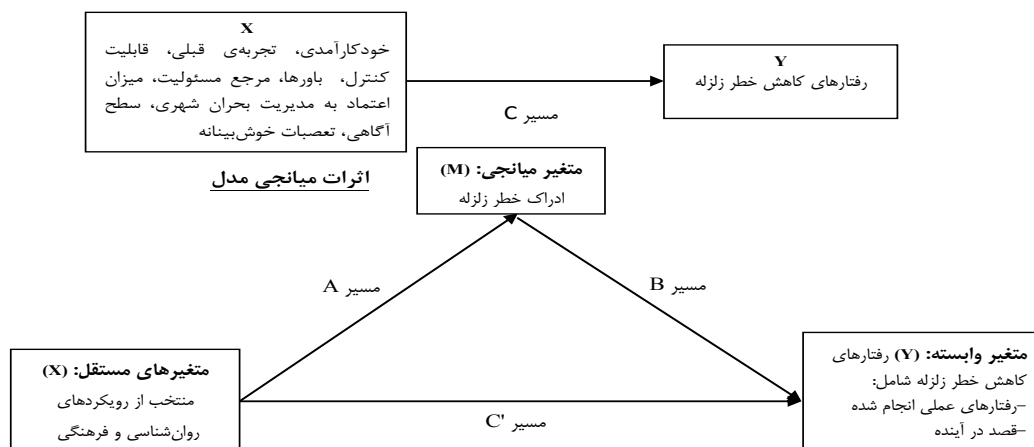 X
خودکارآمدی، تجربه‌ی قبلی، قابلیت
کنترل، باورها، مرجع مسئولیت، میزان
اعتماد به مدیریت بحران شهری، سطح
آگاهی، تعصبات خوش‌بینانه
Y
رفتارهای کاهش خطر زلزله
مسیر C
اثرات میانجی مدل
متغیر میانجی: (M)
ادراک خطر زلزله
مسیر A
مسیر B
متغیرهای مستقل: (X)
منتخب از رویکردهای
روان‌شناسی و فرهنگی
مسیر C'
متغیر وابسته: (Y) رفتارهای
کاهش خطر زلزله شامل:
–رفتارهای عملی انجام شده
–قصد در آینده